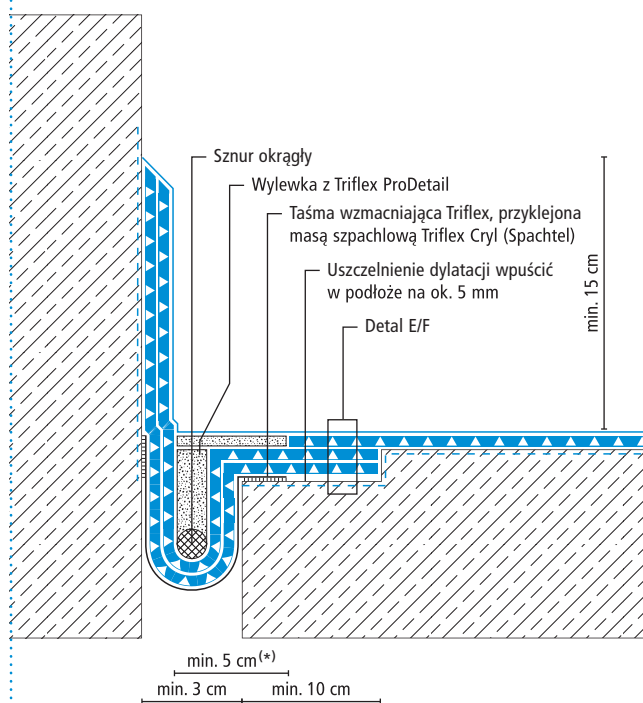 Sznur okrągły
Wylewka z Triflex ProDetail
Taśma wzmacniająca Triflex, przyklejona
masą szpachlową Triflex Cryl (Spachtel)
Uszczelnienie dylatacji wpuścić
w podłoże na ok. 5 mm
Detal E/F
min. 15 cm
min. 5 cm(*)
min. 3 cm
min. 10 cm